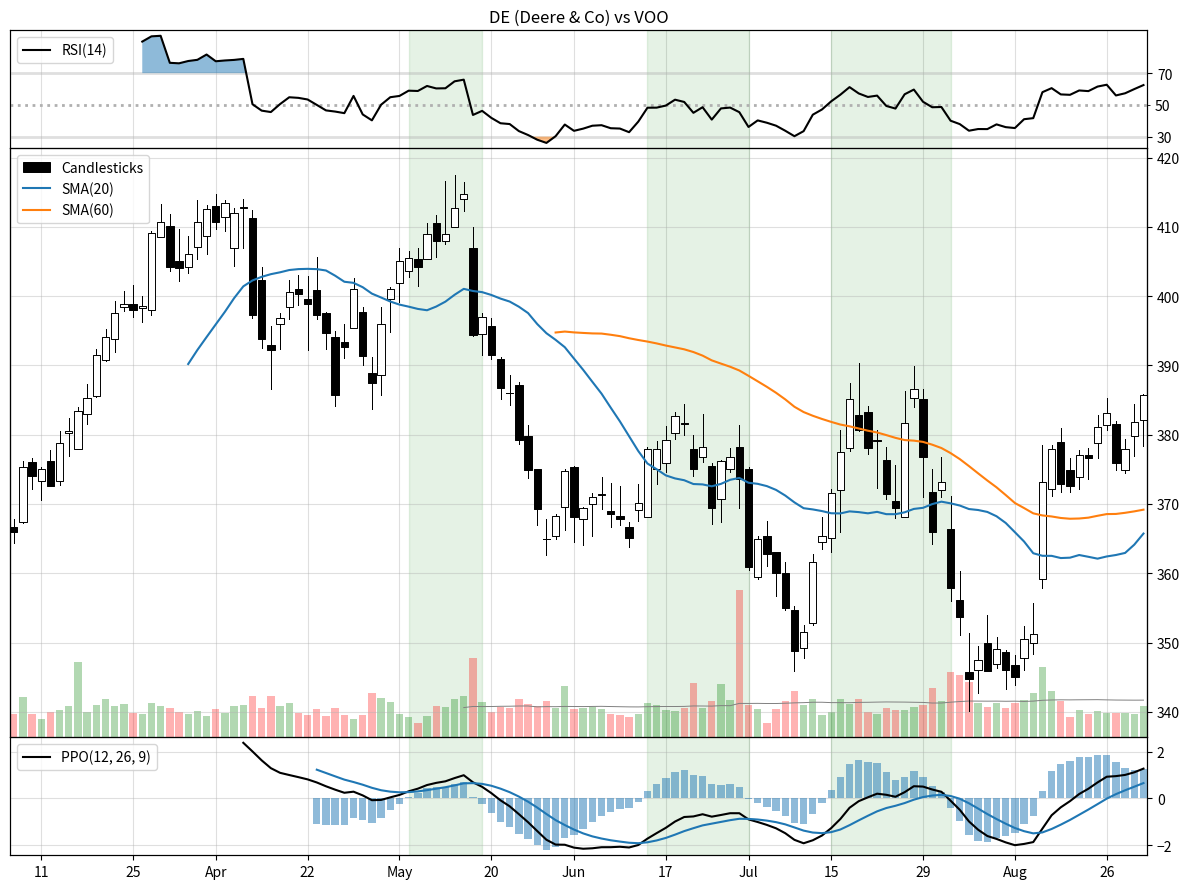 DE (Deere & Co) vs VOO
RSI(14)
70
50
30
Candlesticks
SMA(20)
SMA(60)
420
410
400
390
380
370
360
350
340
PPO(12, 26, 9)
2
0
−2
11 25 Apr 22 May 20 Jun 17 Jul 15 29 Aug 26